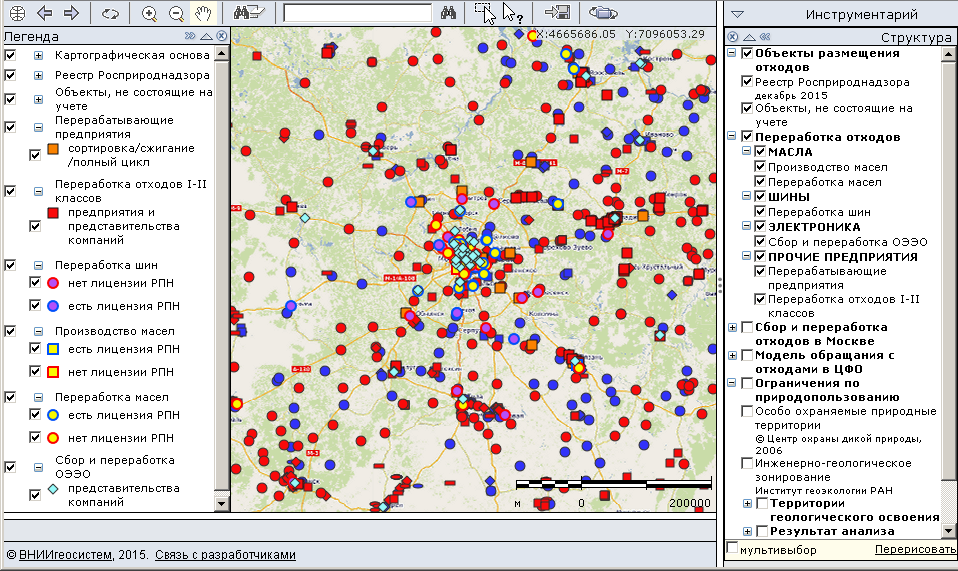 Инструментарий
Легенда
Картографическая основа
Реестр Росприроднадзора
Объекты, не состоящие на
учете
Перерабатывающие
предприятия
сортировка/сжигание
/полный цикл
Переработка отходов I-II
классов
предприятия и
представительства
компаний
Переработка шин
нет лицензии РПН
есть лицензия РПН
Производство масел
есть лицензия РПН
нет лицензии РПН
Переработка масел
есть лицензия РПН
нет лицензии РПН
Сбор и переработка
ОЭЭО
представительства
компаний
X:4665686.05 Y:7096053.29
М-7
М-1/А-108
А-130
М-3
м 0 200000
Структура
Объекты размещения
отходов
Реестр Росприроднадзора
декабрь 2015
Объекты, не состоящие на
учете
Переработка отходов
МАСЛА
Производство масел
Переработка масел
ШИНЫ
Переработка шин
ЭЛЕКТРОНИКА
Сбор и переработка ОЭЭО
ПРОЧИЕ ПРЕДПРИЯТИЯ
Перерабатывающие
предприятия
Переработка отходов I-II
классов
Сбор и переработка
отходов в Москве
Модель обращения с
отходами в ЦФО
Ограничения по
природопользованию
Особо охраняемые природные
территории
© Центр охраны дикой природы,
2006
Инженерно-геологическое
зонирование
Институт геоэкологии РАН
Территории
геологического освоения
Результат анализа
мультивыбор Перерисовать
© ВНИИгеосистем, 2015. Связь с разработчиками